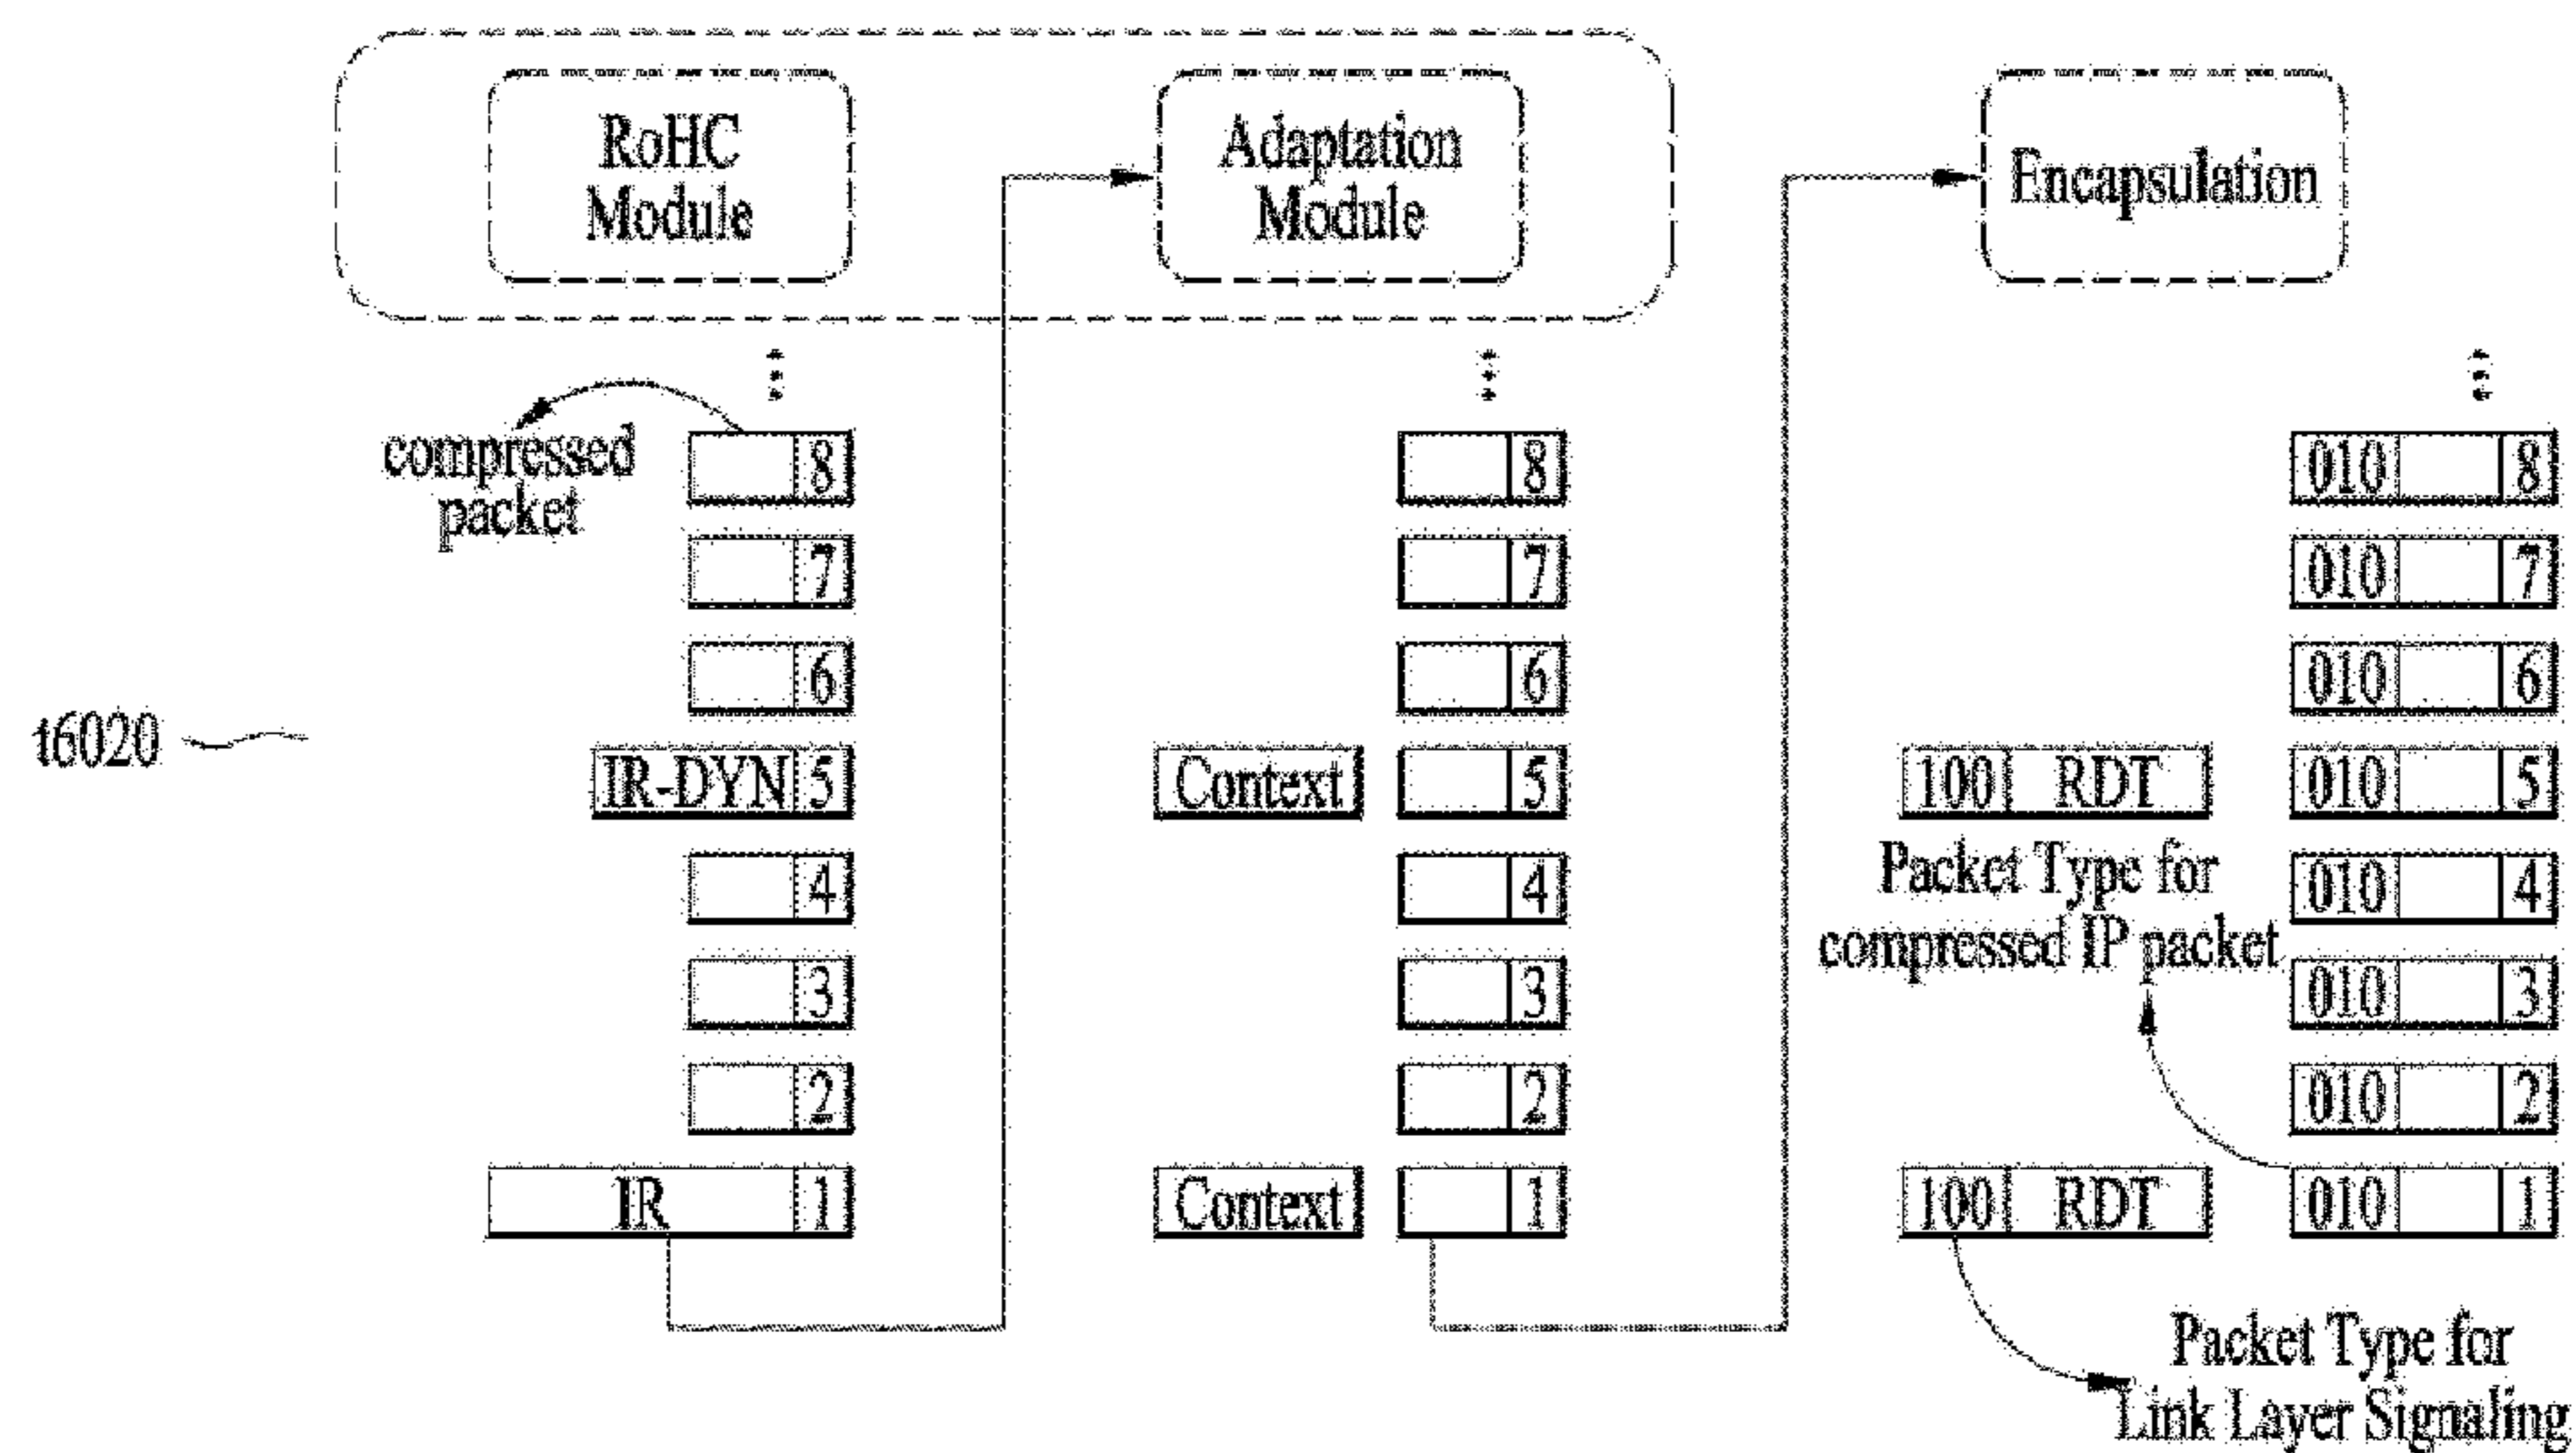 RoHC
Module
Adaptation
Module
Encapsulation
compressed
packet
8
8
010 8
7
7
010 7
6
6
010 6
t6020
IR-DYN 5
Context 5
100 RDT 010 5
4
4
010 4
Packet Type for
compressed IP packet
3
3
010 3
2
2
010 2
IR 1
Context 1
100 RDT 010 1
Packet Type for
Link Layer Signaling